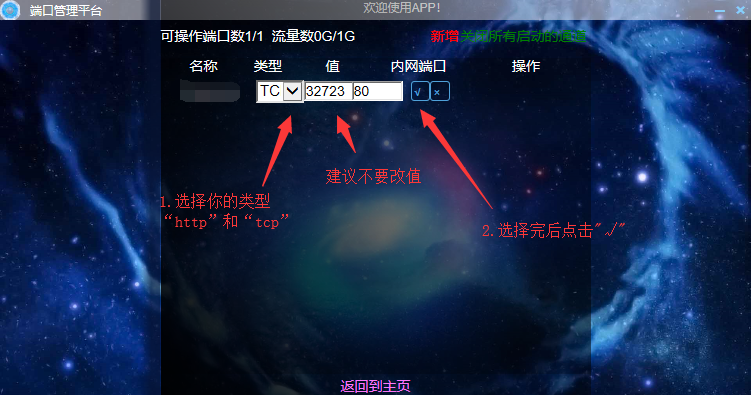 端口管理平台
欢迎使用APP!
可操作端口数1/1 流量数0G/1G
新增 关闭所有启动的通道
名称 类型 值 内网端口 操作
TC 32723 80 √ ×
建议不要改值
1.选择你的类型
“http”和“tcp”
2.选择完后点击"√"
返回到主页